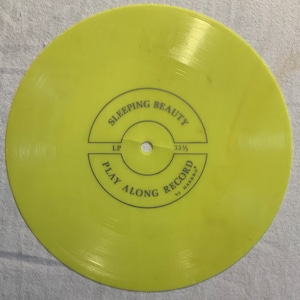 SLEEPING BEAUTY
LP 33⅓
PLAY ALONG RECORD